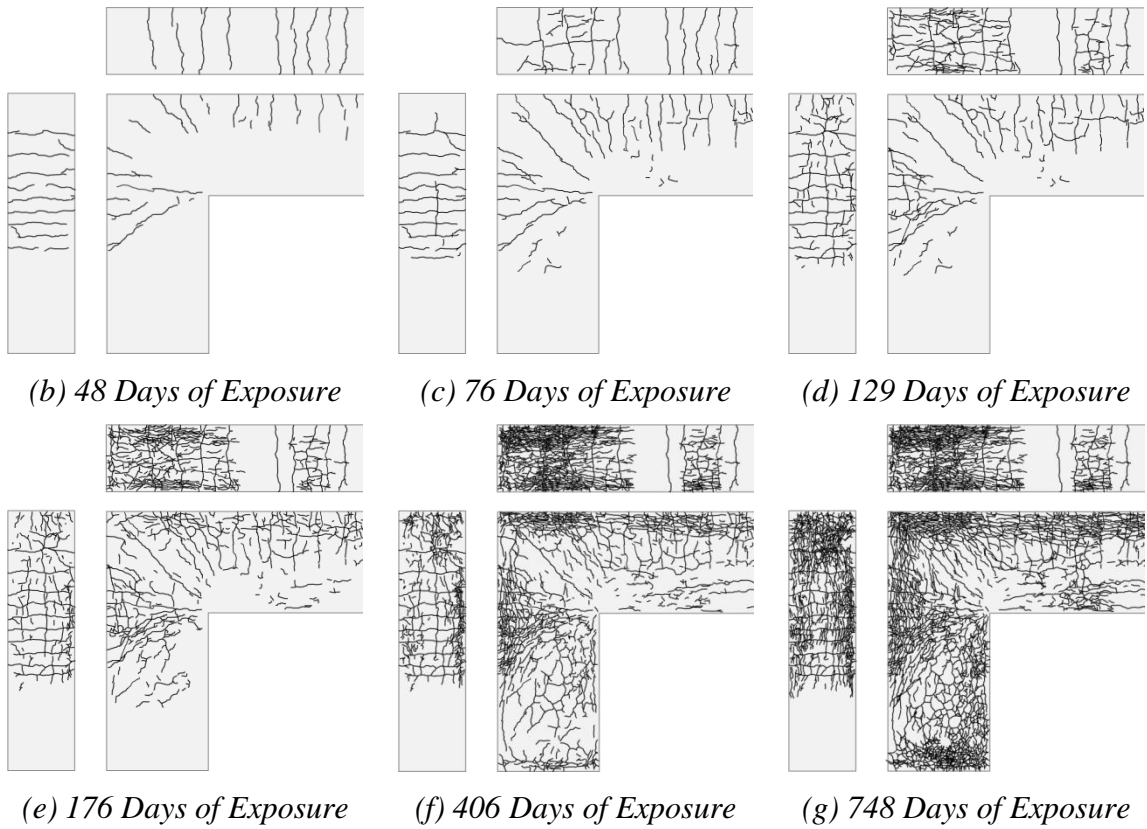 (b) 48 Days of Exposure
(c) 76 Days of Exposure
(d) 129 Days of Exposure
(e) 176 Days of Exposure
(f) 406 Days of Exposure
(g) 748 Days of Exposure